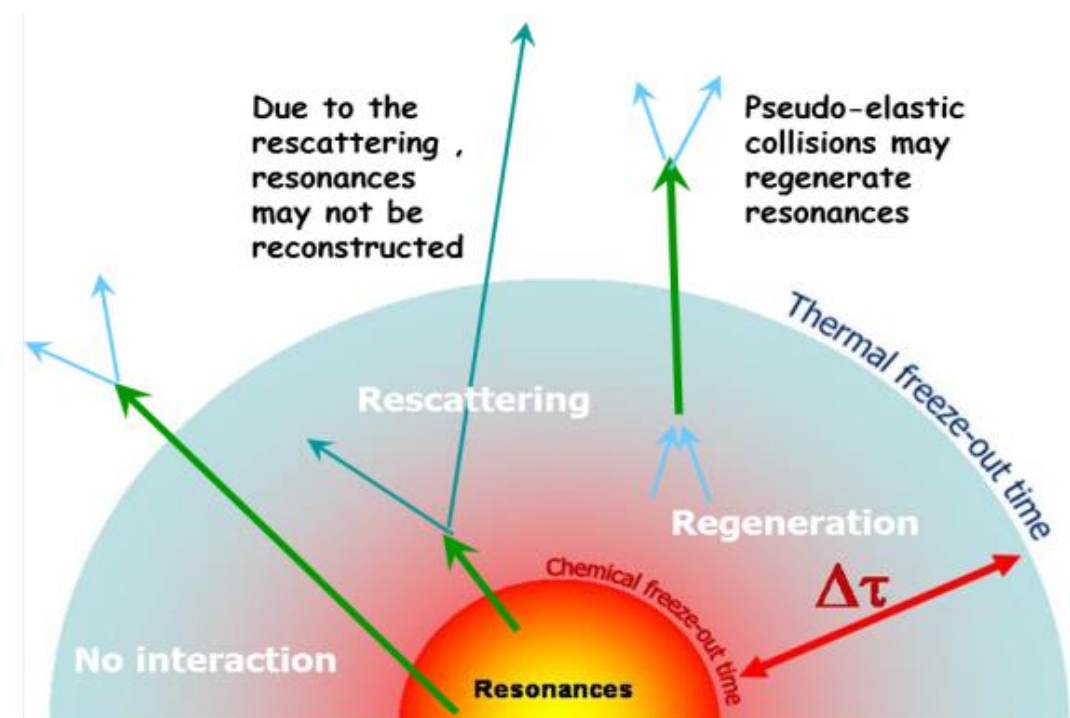 Due to the
rescattering ,
resonances
may not be
reconstructed
Pseudo-elastic
collisions may
regenerate
resonances
Thermal freeze-out time
Rescattering
Regeneration
Chemical freeze-out time
Δτ
No interaction
Resonances